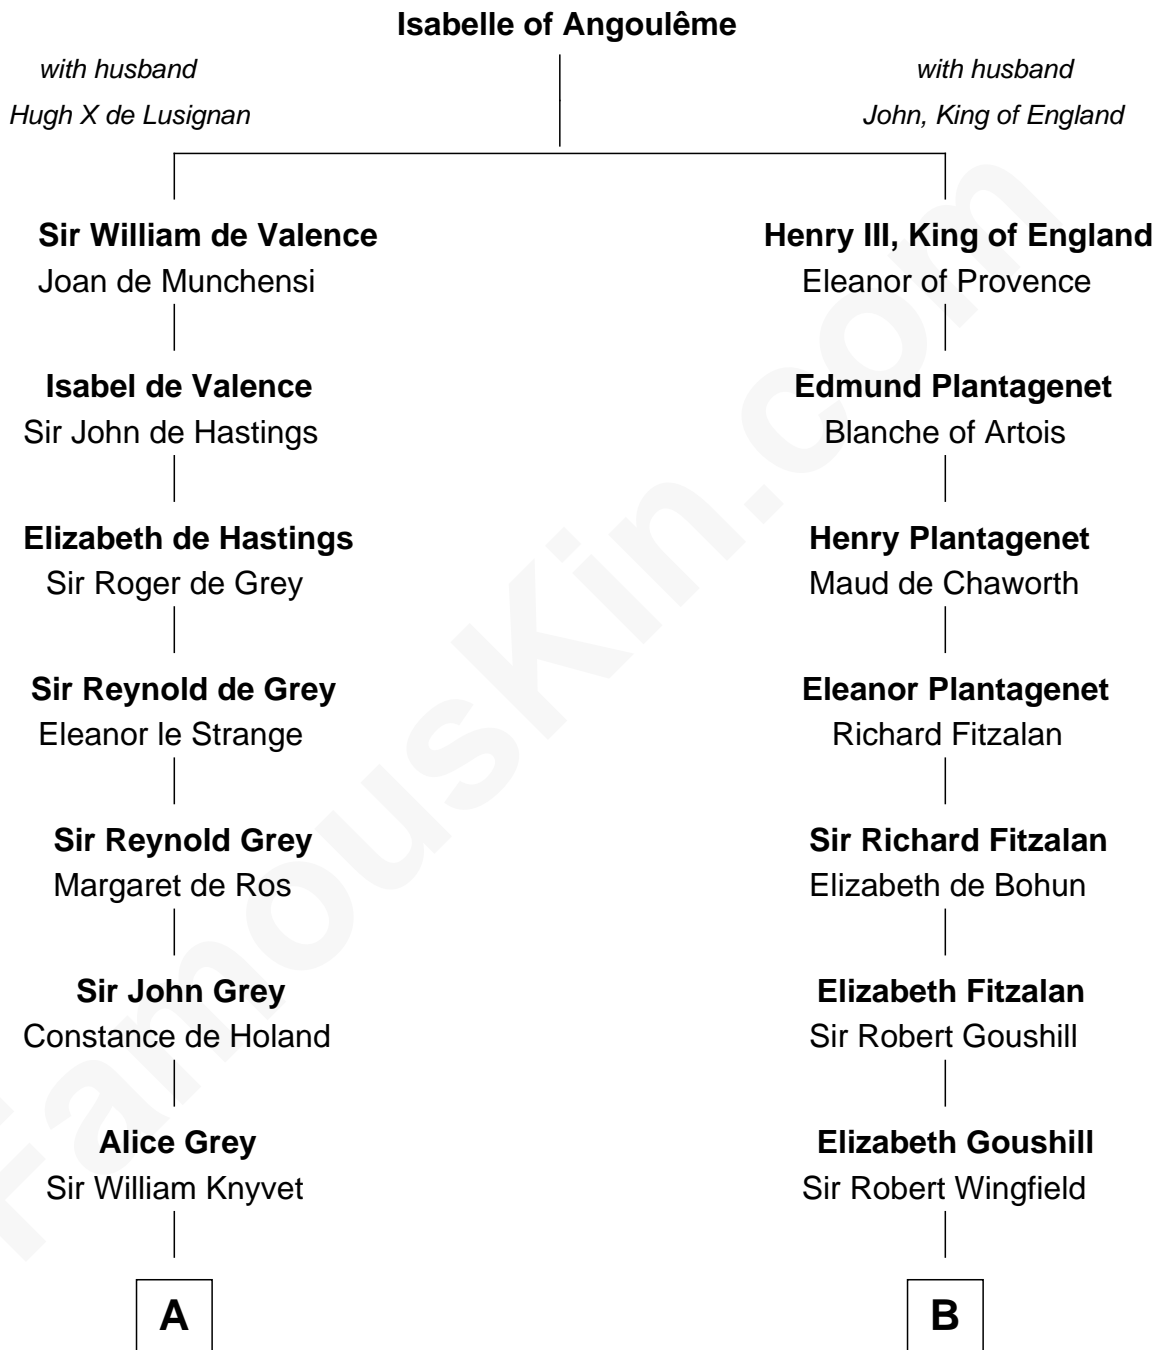 Isabelle of Angoulême
with husband
Hugh X de Lusignan
with husband
John, King of England
Sir William de Valence
Joan de Munchensi
Henry III, King of England
Eleanor of Provence
Isabel de Valence
Sir John de Hastings
Edmund Plantagenet
Blanche of Artois
Elizabeth de Hastings
Sir Roger de Grey
Henry Plantagenet
Maud de Chaworth
Sir Reynold de Grey
Eleanor le Strange
Eleanor Plantagenet
Richard Fitzalan
Sir Reynold Grey
Margaret de Ros
Sir Richard Fitzalan
Elizabeth de Bohun
Sir John Grey
Constance de Holand
Elizabeth Fitzalan
Sir Robert Goushill
Alice Grey
Sir William Knyvet
Elizabeth Goushill
Sir Robert Wingfield
A
B
FamousKin.com